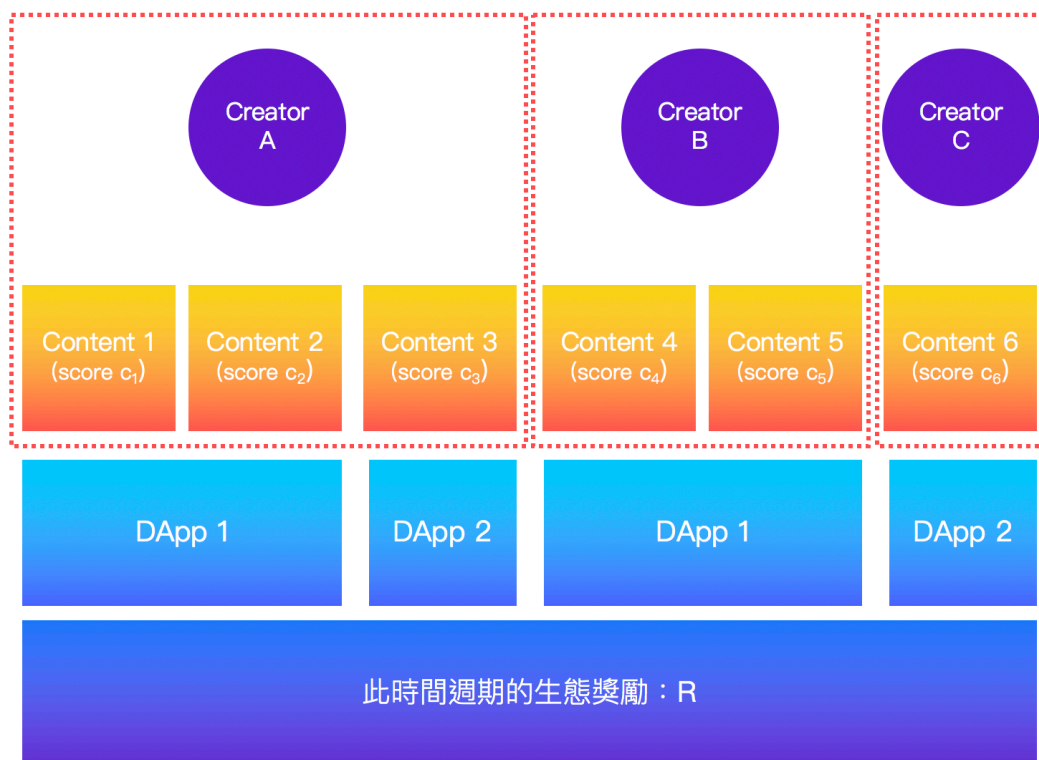 Creator
A
Creator
B
Creator
C
Content 1
(score c₁)
Content 2
(score c₂)
Content 3
(score c₃)
Content 4
(score c₄)
Content 5
(score c₅)
Content 6
(score c₆)
DApp 1
DApp 2
DApp 1
DApp 2
此時間週期的生態獎勵：R